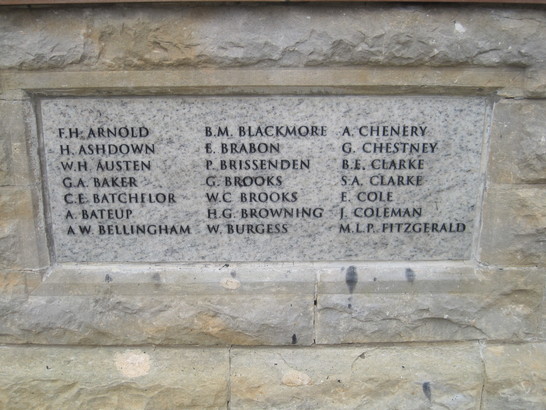 F.H. ARNOLD
H. ASHDOWN
W.H. AUSTEN
G.A. BAKER
C.E. BATCHELOR
A. BATEUP
A.W. BELLINGHAM
B.M. BLACKMORE
E. BRABON
P. BRISSENDEN
G. BROOKS
W.C BROOKS
H.G. BROWNING
W. BURGESS
A. CHENERY
G. CHESTNEY
B.E. CLARKE
S.A. CLARKE
E. COLE
J. COLEMAN
M.L.P. FITZGERALD